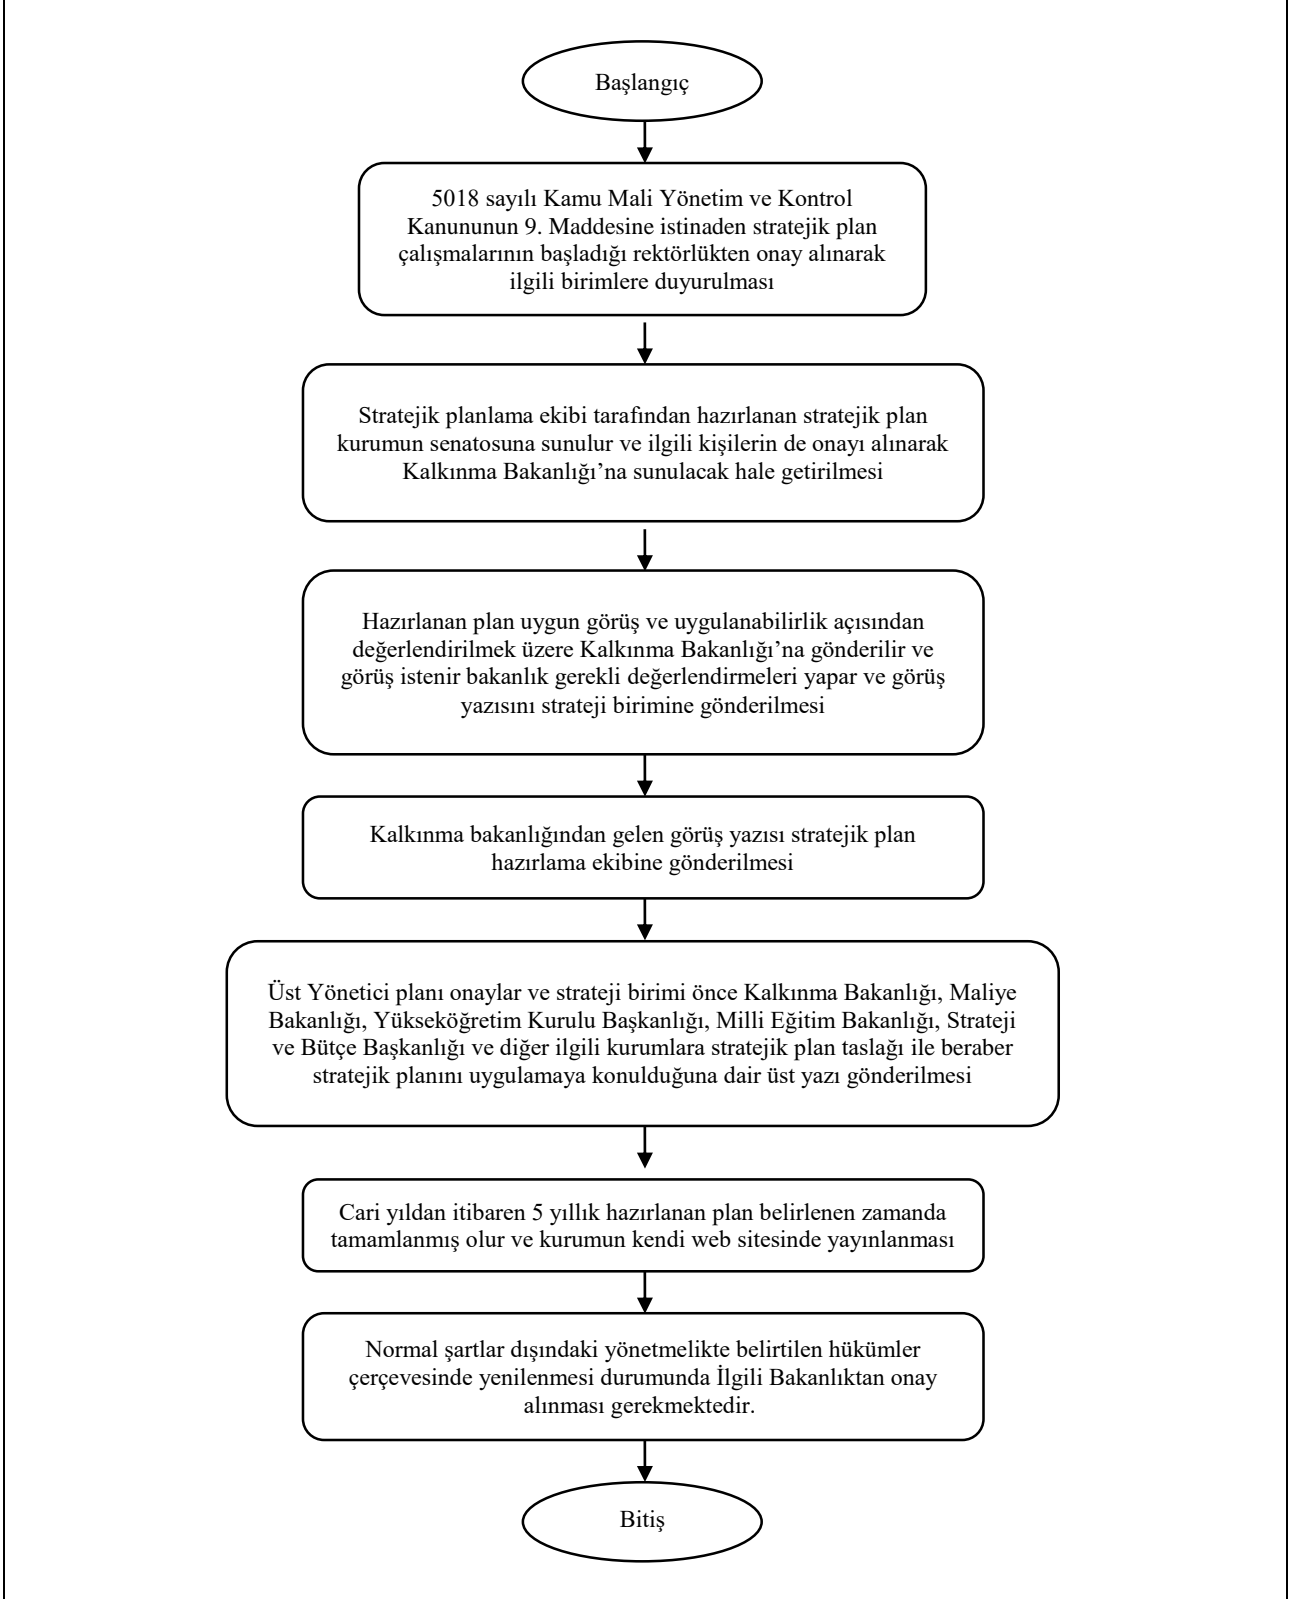 Başlangıç
5018 sayılı Kamu Mali Yönetim ve Kontrol
Kanununun 9. Maddesine istinaden stratejik plan
çalışmalarının başladığı rektörlükten onay alınarak
ilgili birimlere duyurulması
Stratejik planlama ekibi tarafından hazırlanan stratejik plan
kurumun senatosuna sunulur ve ilgili kişilerin de onayı alınarak
Kalkınma Bakanlığı’na sunulacak hale getirilmesi
Hazırlanan plan uygun görüş ve uygulanabilirlik açısından
değerlendirilmek üzere Kalkınma Bakanlığı’na gönderilir ve
görüş istenir bakanlık gerekli değerlendirmeleri yapar ve görüş
yazısını strateji birimine gönderilmesi
Kalkınma bakanlığından gelen görüş yazısı stratejik plan
hazırlama ekibine gönderilmesi
Üst Yönetici planı onaylar ve strateji birimi önce Kalkınma Bakanlığı, Maliye
Bakanlığı, Yükseköğretim Kurulu Başkanlığı, Milli Eğitim Bakanlığı, Strateji
ve Bütçe Başkanlığı ve diğer ilgili kurumlara stratejik plan taslağı ile beraber
stratejik planını uygulamaya konulduğuna dair üst yazı gönderilmesi
Cari yıldan itibaren 5 yıllık hazırlanan plan belirlenen zamanda
tamamlanmış olur ve kurumun kendi web sitesinde yayınlanması
Normal şartlar dışındaki yönetmelikte belirtilen hükümler
çerçevesinde yenilenmesi durumunda İlgili Bakanlıktan onay
alınması gerekmektedir.
Bitiş